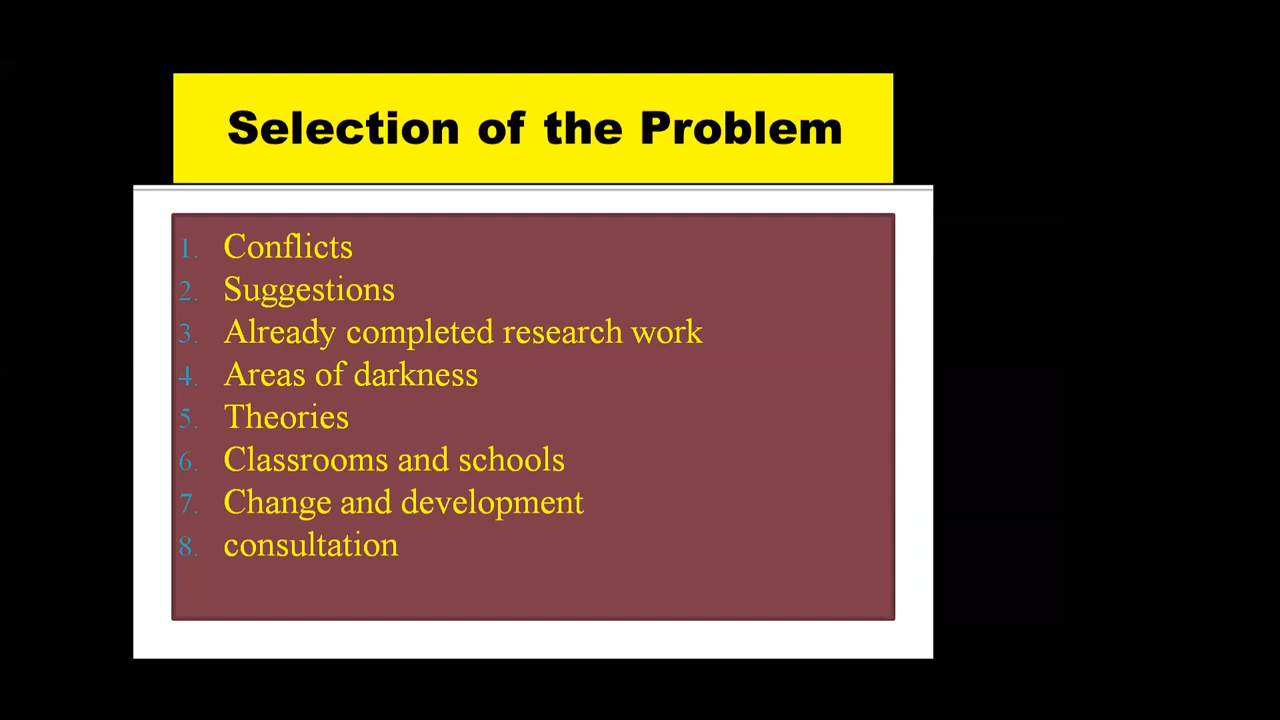 Selection of the Problem
1. Conflicts
2. Suggestions
3. Already completed research work
4. Areas of darkness
5. Theories
6. Classrooms and schools
7. Change and development
8. consultation